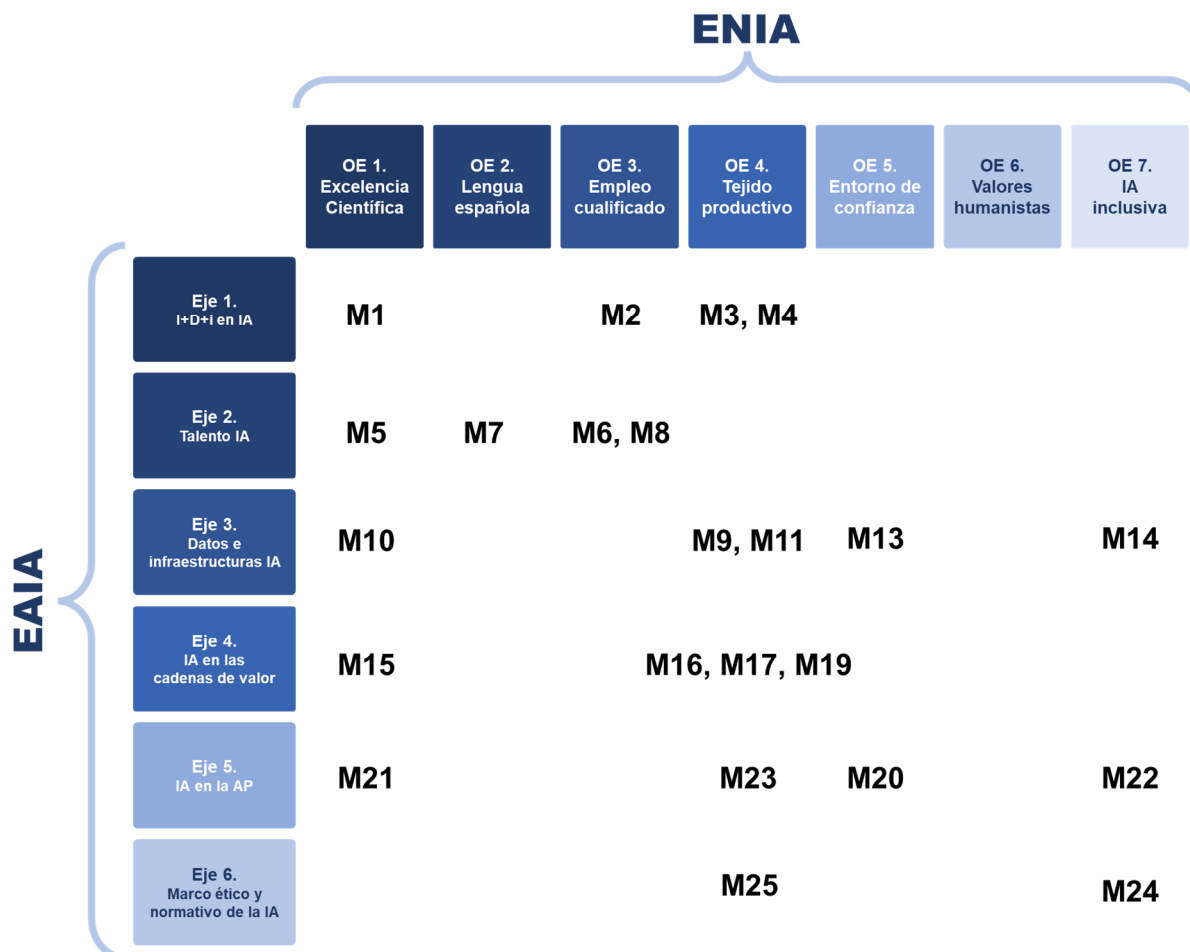 ENIA
OE 1.
Excelencia
Científica
OE 2.
Lengua
española
OE 3.
Empleo
cualificado
OE 4.
Tejido
productivo
OE 5.
Entorno de
confianza
OE 6.
Valores
humanistas
OE 7.
IA
inclusiva
EAIA
Eje 1.
I+D+i en IA
M1
M2
M3, M4
Eje 2.
Talento IA
M5
M7
M6, M8
Eje 3.
Datos e
infraestructuras IA
M10
M9, M11
M13
M14
Eje 4.
IA en las
cadenas de valor
M15
M16, M17, M19
Eje 5.
IA en la AP
M21
M23
M20
M22
Eje 6.
Marco ético y
normativo de la IA
M25
M24